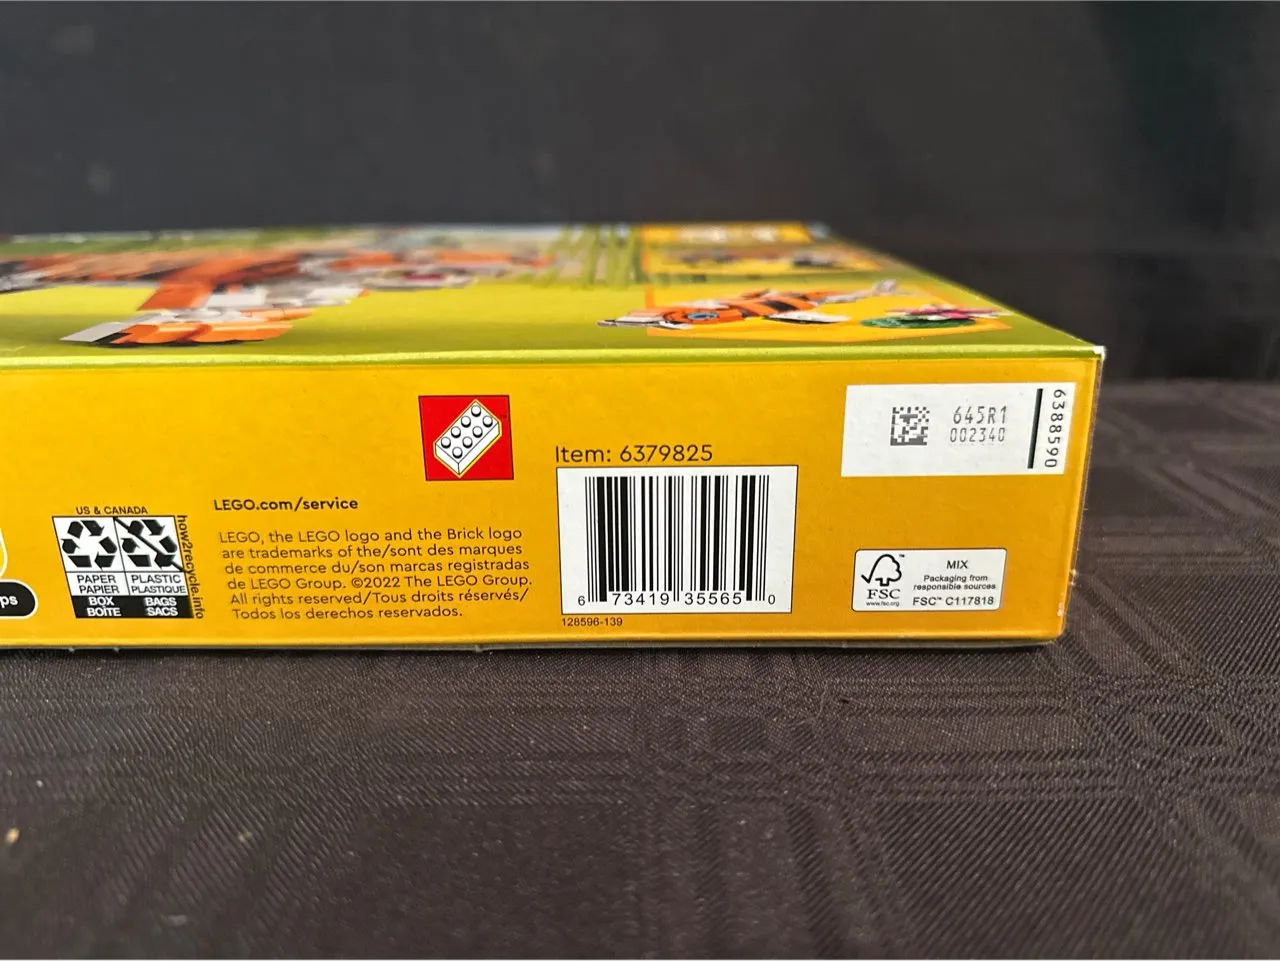 6388590
645R1
002340
Item: 6379825
6 73419 35565 0
128596-139
LEGO.com/service
LEGO, the LEGO logo and the Brick logo
are trademarks of the/sont des marques
de commerce du/son marcas registradas
de LEGO Group. ©2022 The LEGO Group.
All rights reserved/Tous droits réservés/
Todos los derechos reservados.
US & CANADA
how2recycle.info
PAPER PLASTIC
PAPIER PLASTIQUE
BOX BAGS
BOÎTE SACS
ps
FSC™
www.fsc.org
MIX
Packaging from
responsible sources
FSC™ C117818